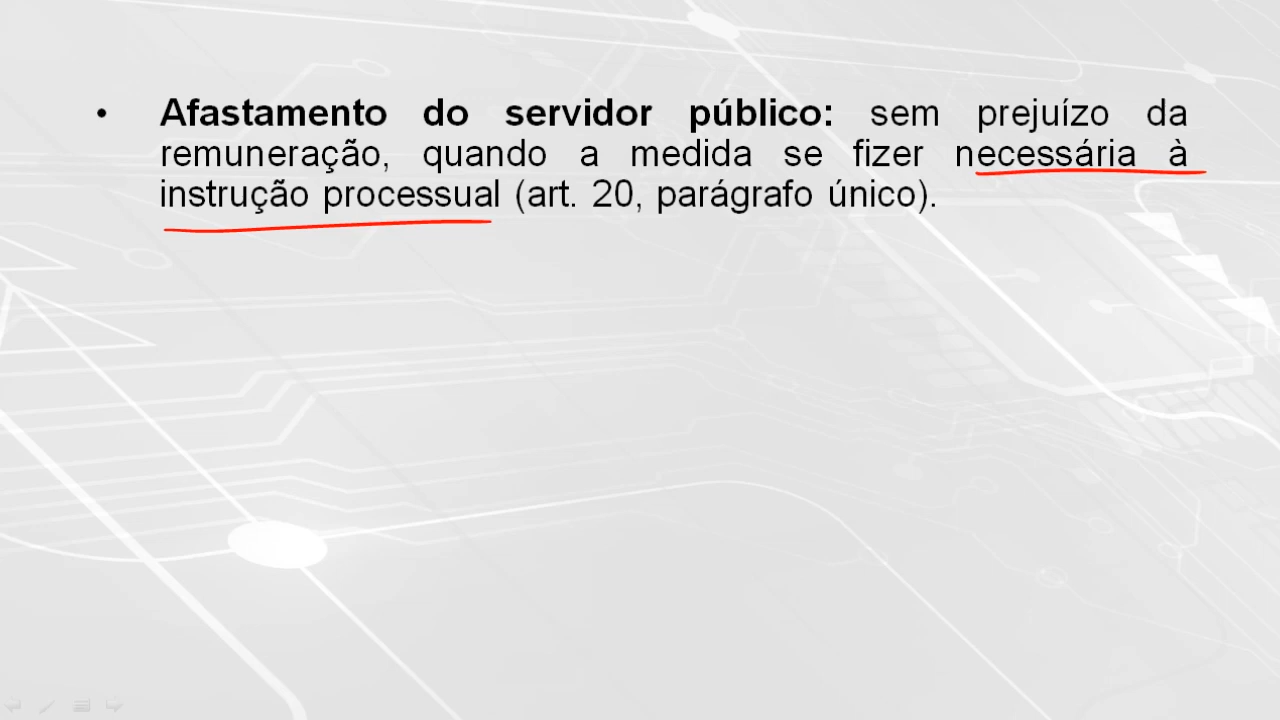 • Afastamento do servidor público: sem prejuízo da
remuneração, quando a medida se fizer necessária à
instrução processual (art. 20, parágrafo único).